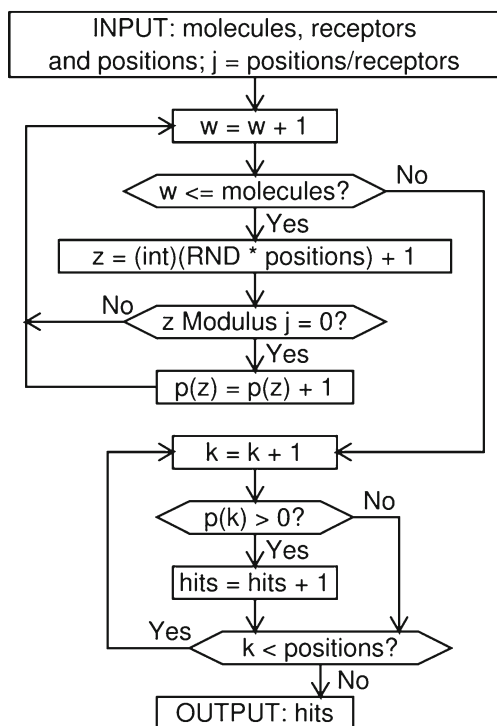 INPUT: molecules, receptors
and positions; j = positions/receptors
w = w + 1
w <= molecules?
No
Yes
z = (int)(RND * positions) + 1
No
z Modulus j = 0?
Yes
p(z) = p(z) + 1
k = k + 1
p(k) > 0?
No
Yes
hits = hits + 1
Yes
k < positions?
No
OUTPUT: hits